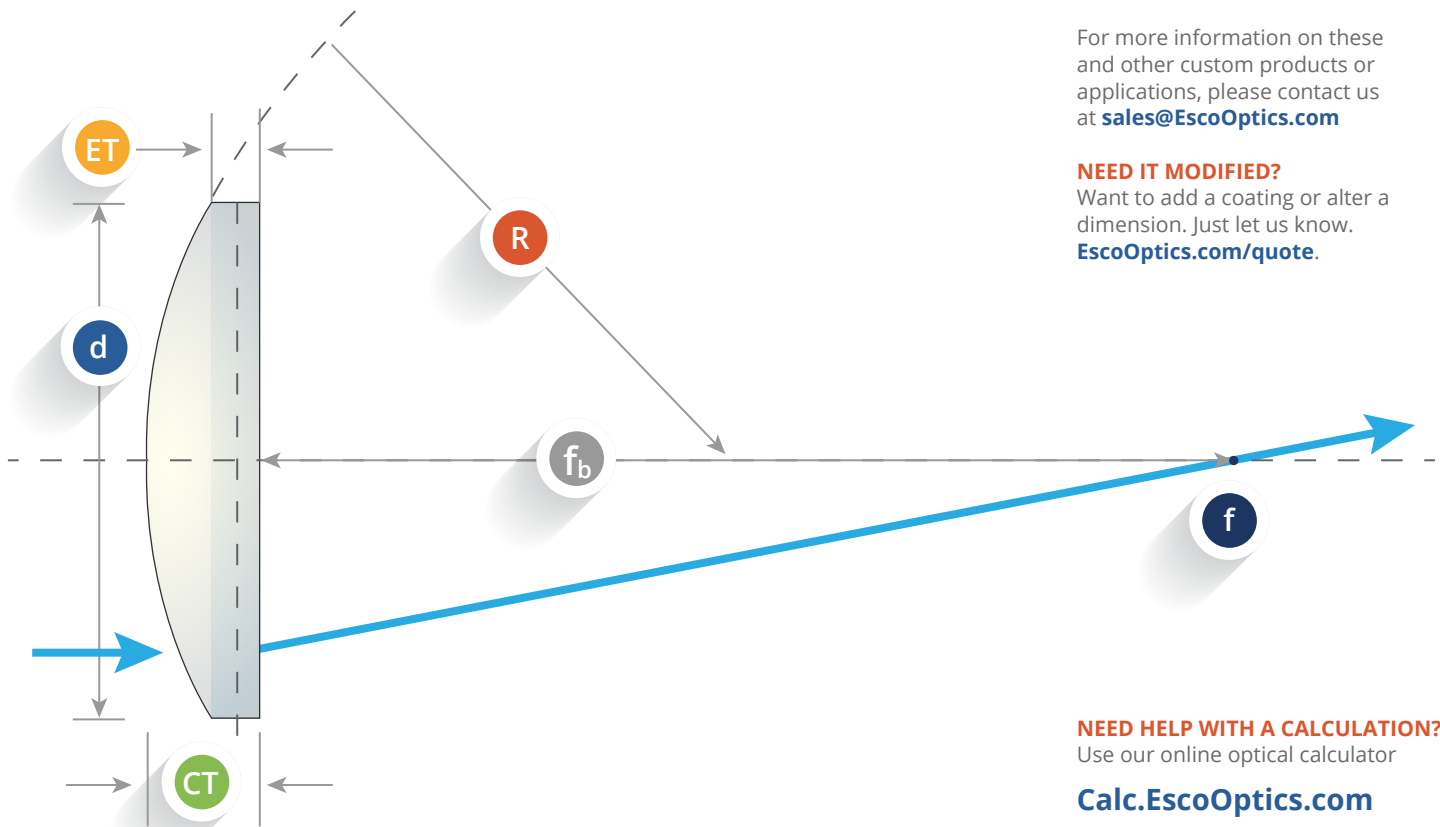 For more information on these
and other custom products or
applications, please contact us
at sales@EscoOptics.com
NEED IT MODIFIED?
Want to add a coating or alter a
dimension. Just let us know.
EscoOptics.com/quote.
ET
R
d
fb
f
CT
NEED HELP WITH A CALCULATION?
Use our online optical calculator
Calc.EscoOptics.com